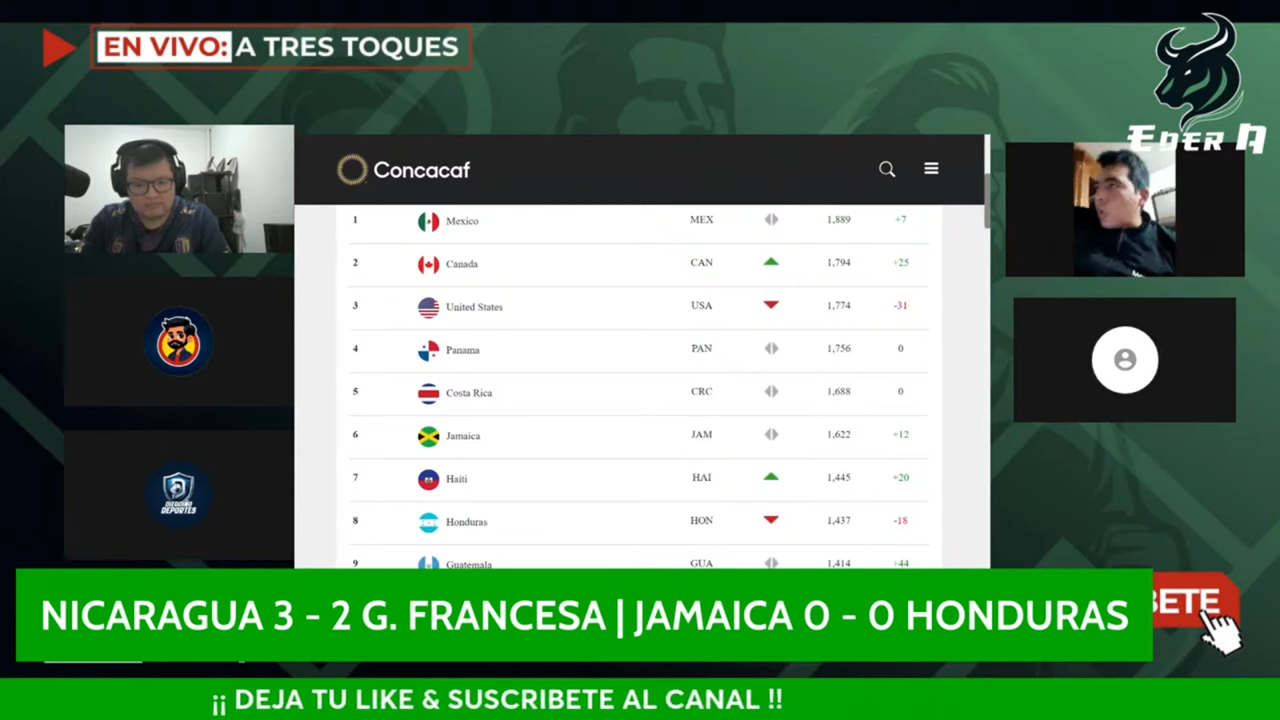 EN VIVO: A TRES TOQUES
EDER A
Concacaf
1 Mexico MEX 1,889 +7
2 Canada CAN 1,794 +25
3 United States USA 1,774 -31
4 Panama PAN 1,756 0
5 Costa Rica CRC 1,688 0
6 Jamaica JAM 1,622 +12
7 Haiti HAI 1,445 +20
8 Honduras HON 1,437 -18
9 Guatemala GUA 1,414 +44
DIEGUIÑO
DEPORTES
NICARAGUA 3 - 2 G. FRANCESA | JAMAICA 0 - 0 HONDURAS
BETE
¡¡ DEJA TU LIKE & SUSCRIBETE AL CANAL !!